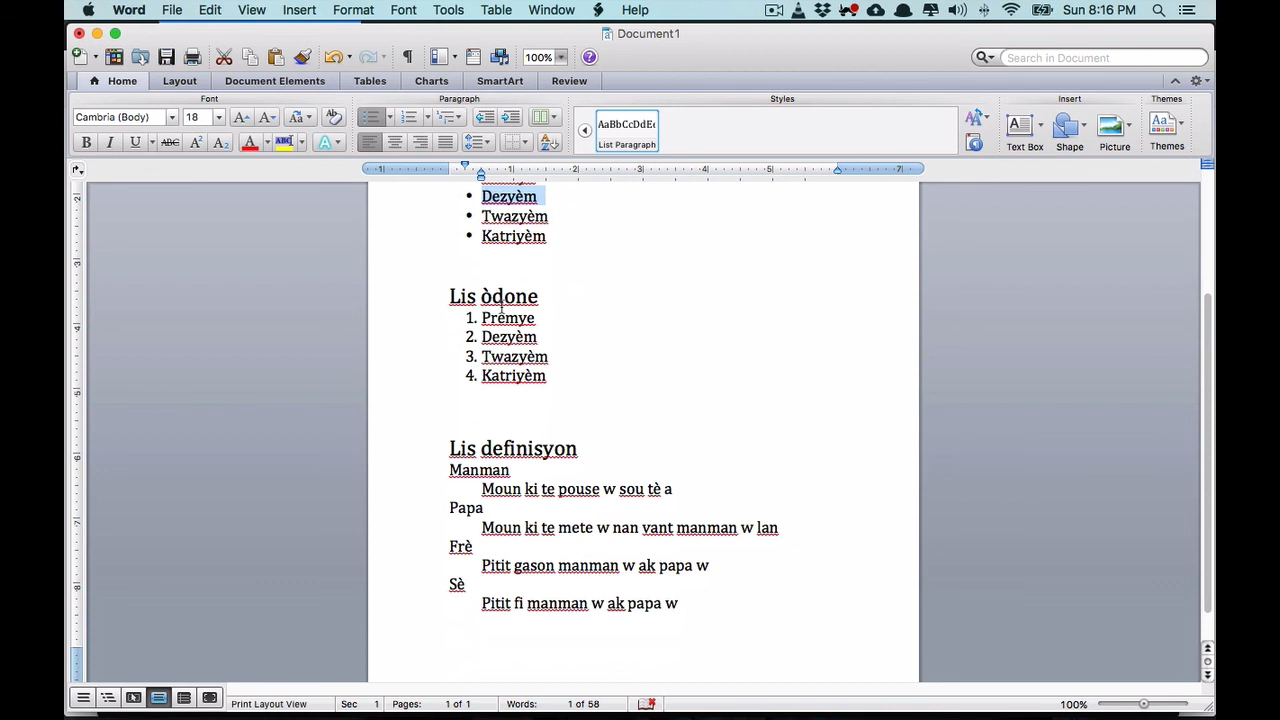 Word File Edit View Insert Format Font Tools Table Window Help Sun 8:16 PM
Document1
100% Search in Document
Home Layout Document Elements Tables Charts SmartArt Review
Font Paragraph Styles Insert Themes
Cambria (Body) 18
AaBbCcDdEe
List Paragraph
Text Box Shape Picture Themes
Dezyèm
Twazyèm
Katriyèm
Lis òdone
1. Premye
2. Dezyèm
3. Twazyèm
4. Katriyèm
Lis definisyon
Manman
Moun ki te pouse w sou tè a
Papa
Moun ki te mete w nan vant manman w lan
Frè
Pitit gason manman w ak papa w
Sè
Pitit fi manman w ak papa w
Print Layout View Sec 1 Pages: 1 of 1 Words: 1 of 58 100%